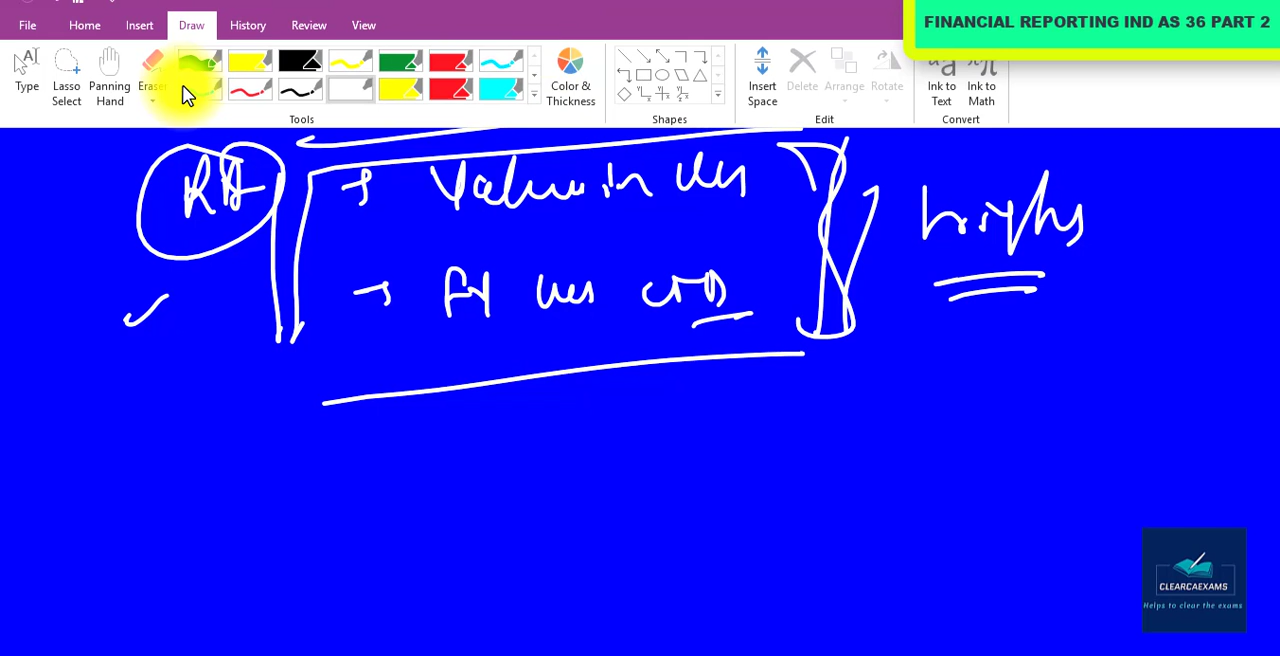 File Home Insert Draw History Review View
FINANCIAL REPORTING IND AS 36 PART 2
Type Lasso Select Panning Hand Eraser
Color & Thickness
Insert Space Delete Arrange Rotate
Ink to Text Ink to Math
Tools Shapes Edit Convert
RA → Value in use
highs
→ FV less CTD
CLEARCAEXAMS
Helps to clear the exams